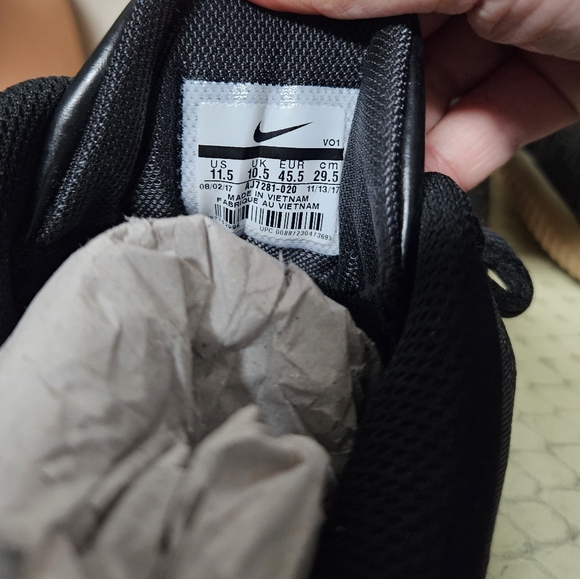 VO1
US UK EUR cm
11.5 10.5 45.5 29.5
08/02/17 AJ7281-020 11/13/17
MADE IN VIETNAM
FABRIQUE AU VIETNAM
UPC